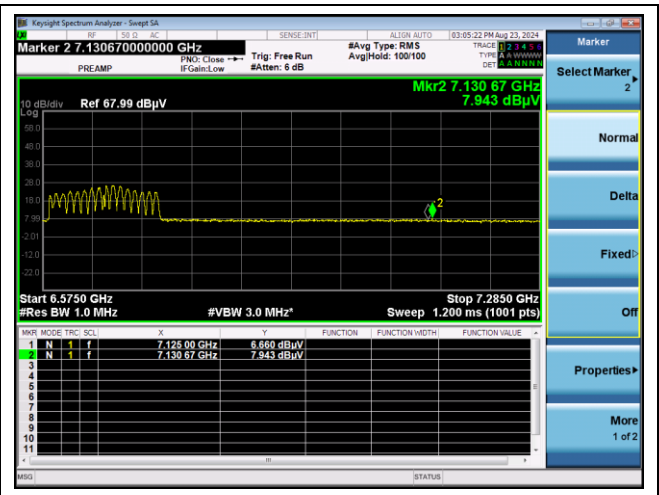 Keysight Spectrum Analyzer - Swept SA
RF 50 Ω AC SENSE:INT ALIGN AUTO 03:05:22 PM Aug 23, 2024
Marker 2 7.130670000000 GHz
PREAMP
PNO: Close
IFGain:Low
Trig: Free Run
#Atten: 6 dB
#Avg Type: RMS
Avg|Hold: 100/100
TRACE 1 2 3 4 5 6
TYPE A A WWWW
DET A A N N N N
Mkr2 7.130 67 GHz
7.943 dBµV
10 dB/div Ref 67.99 dBµV
Log
58.0
48.0
38.0
28.0
18.0
7.99
-2.01
-12.0
-22.0
2
Start 6.5750 GHz Stop 7.2850 GHz
#Res BW 1.0 MHz #VBW 3.0 MHz* Sweep 1.200 ms (1001 pts)
MKR MODE TRC SCL X Y FUNCTION FUNCTION WIDTH FUNCTION VALUE
1 N 1 f 7.125 00 GHz 6.660 dBµV
2 N 1 f 7.130 67 GHz 7.943 dBµV
3
4
5
6
7
8
9
10
11
MSG STATUS
Marker
Select Marker
2
Normal
Delta
Fixed
Off
Properties
More
1 of 2